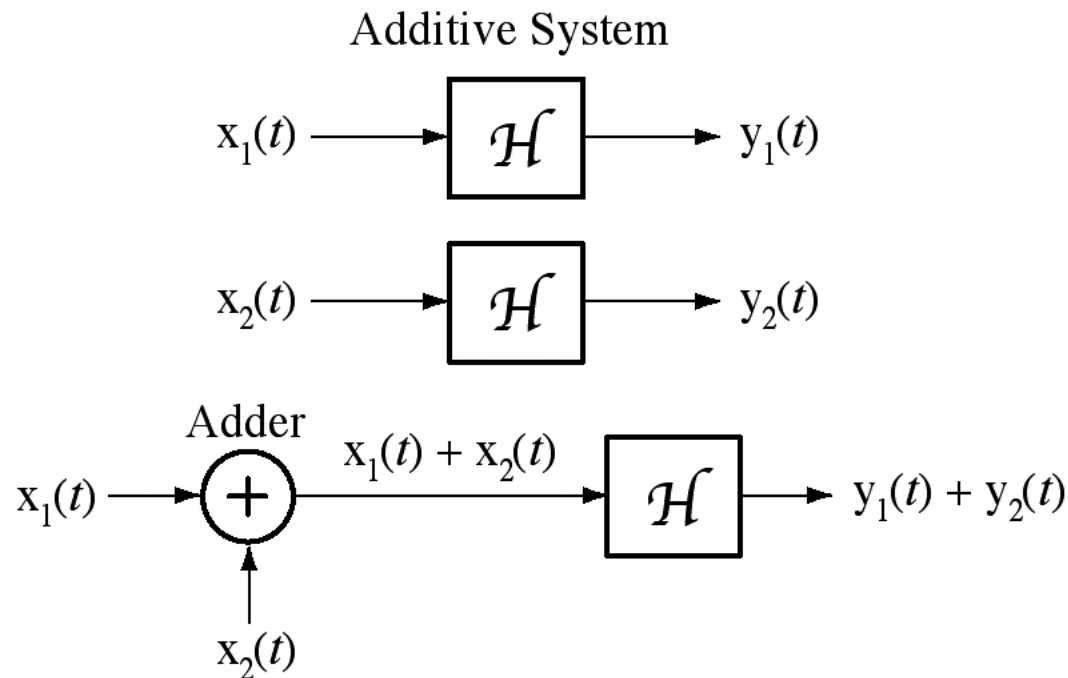 Additive System
x₁(t) ℋ y₁(t)
x₂(t) ℋ y₂(t)
Adder
x₁(t) + x₂(t)
x₁(t) + ℋ y₁(t) + y₂(t)
x₂(t)